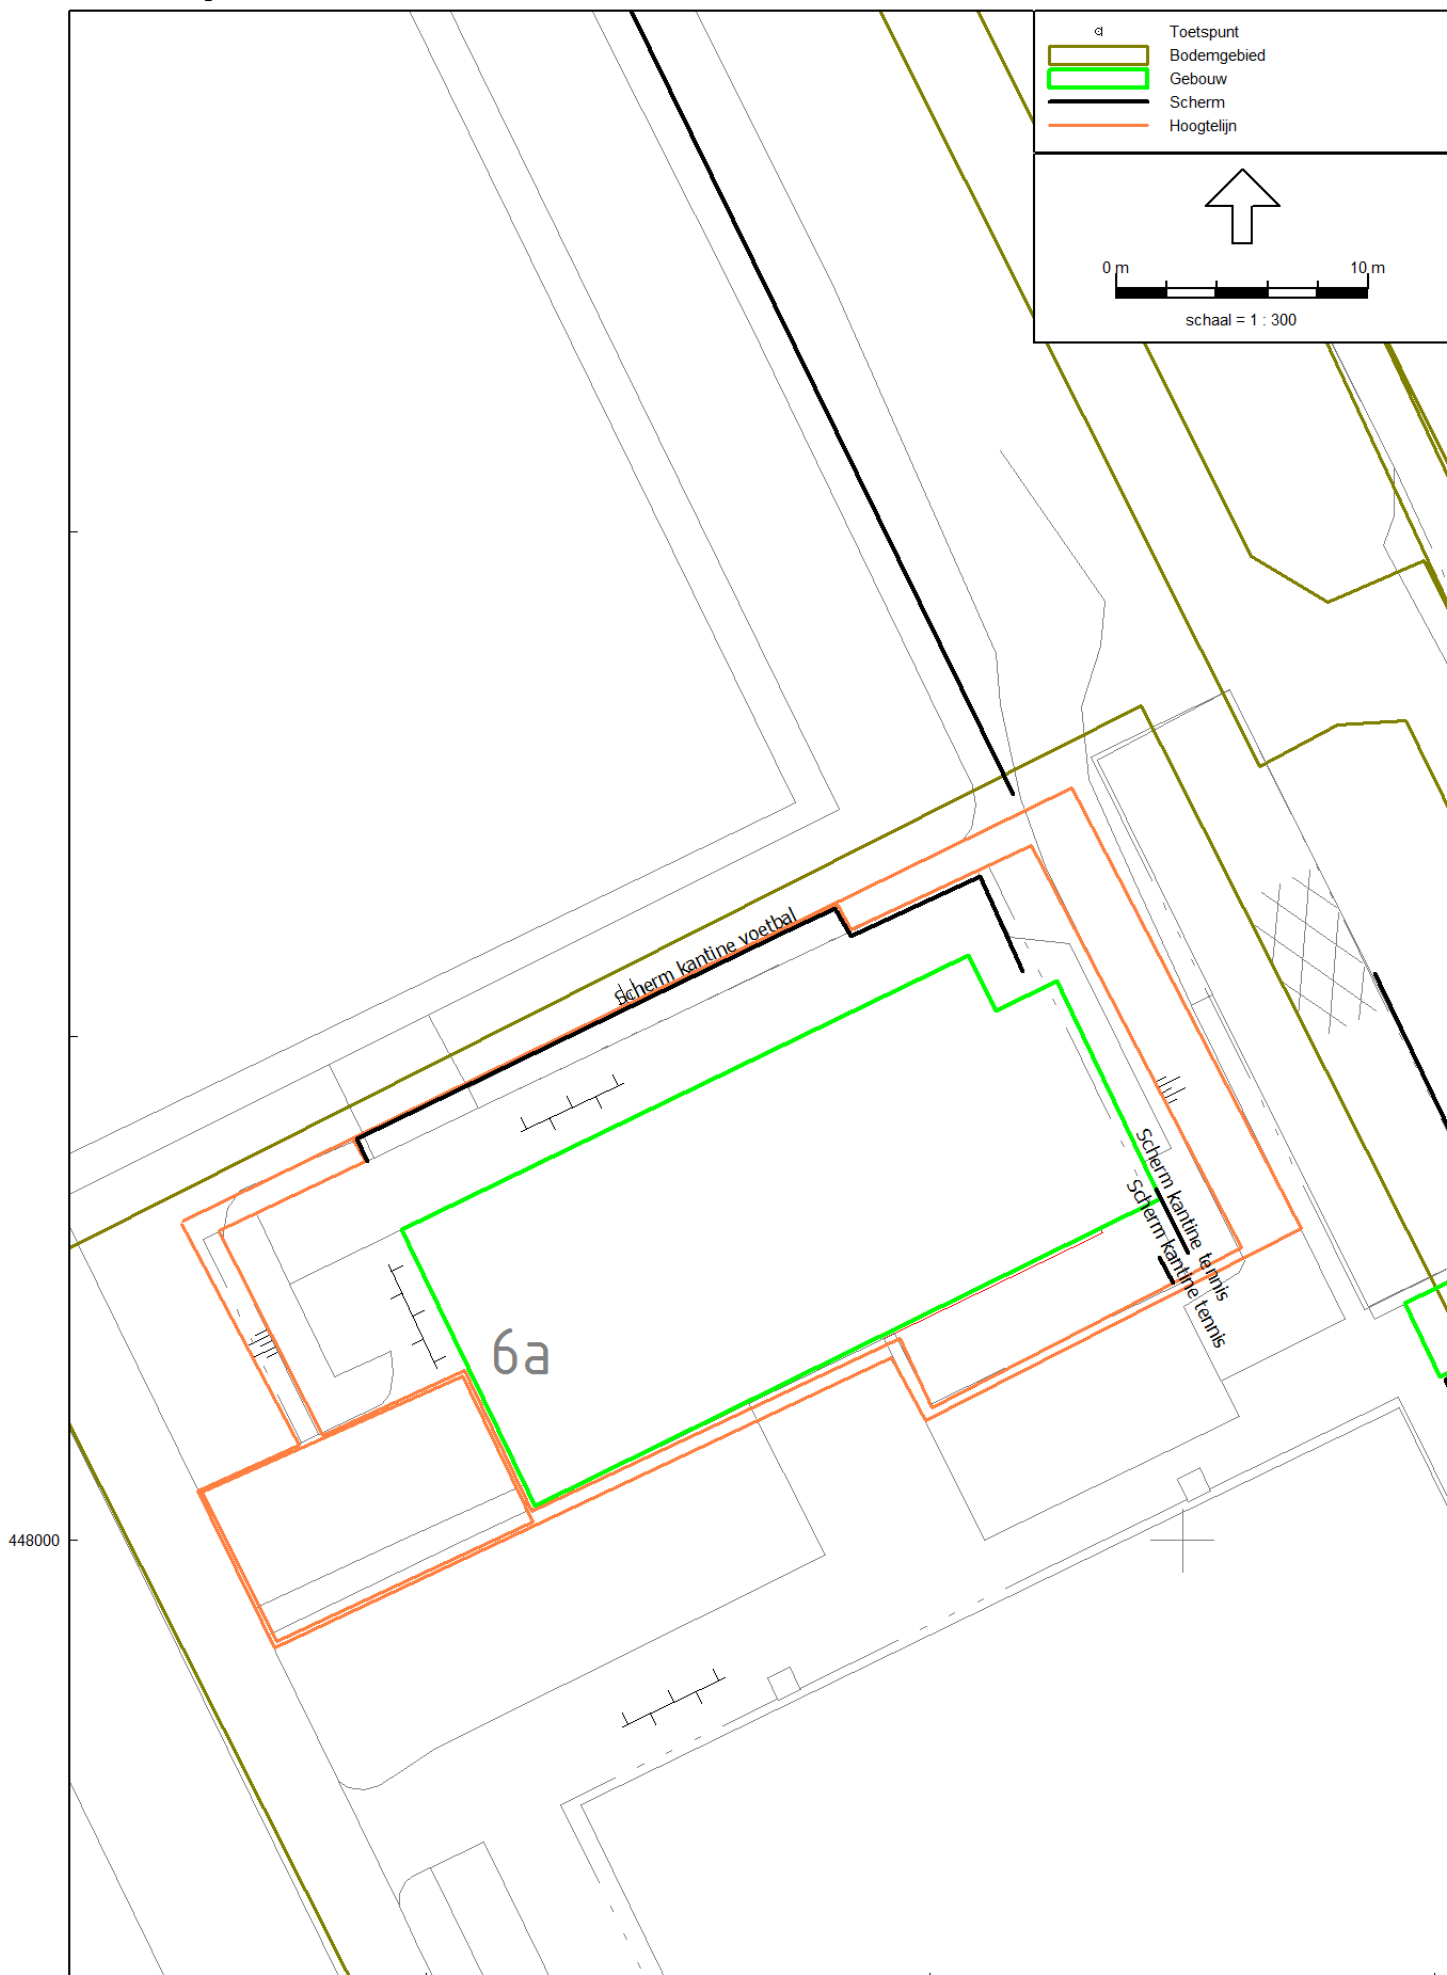 Toetspunt
Bodemgebied
Gebouw
Scherm
Hoogtelijn
0 m
10 m
schaal = 1 : 300
Scherm kantine voetbal
Scherm kantine tennis
Scherm kantine tennis
6a
448000